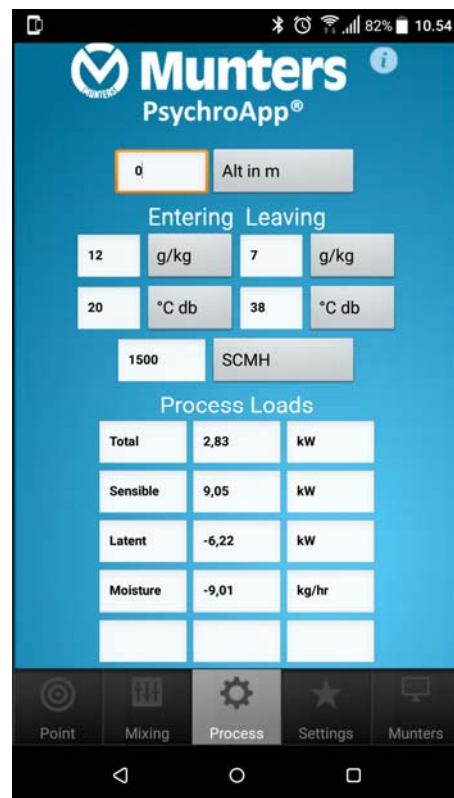 82% 10.54
MUNTERS
Munters
i
PsychroApp®
0 Alt in m
Entering Leaving
12 g/kg 7 g/kg
20 °C db 38 °C db
1500 SCMH
Process Loads
Total 2,83 kW
Sensible 9,05 kW
Latent -6,22 kW
Moisture -9,01 kg/hr
Point Mixing Process Settings Munters